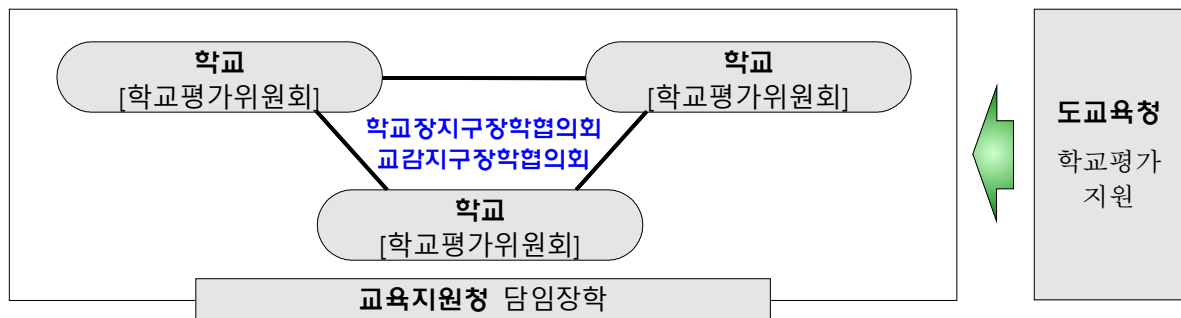 학교
[학교평가위원회]
학교
[학교평가위원회]
학교장지구장학협의회
교감지구장학협의회
학교
[학교평가위원회]
교육지원청 담임장학
도교육청
학교평가
지원